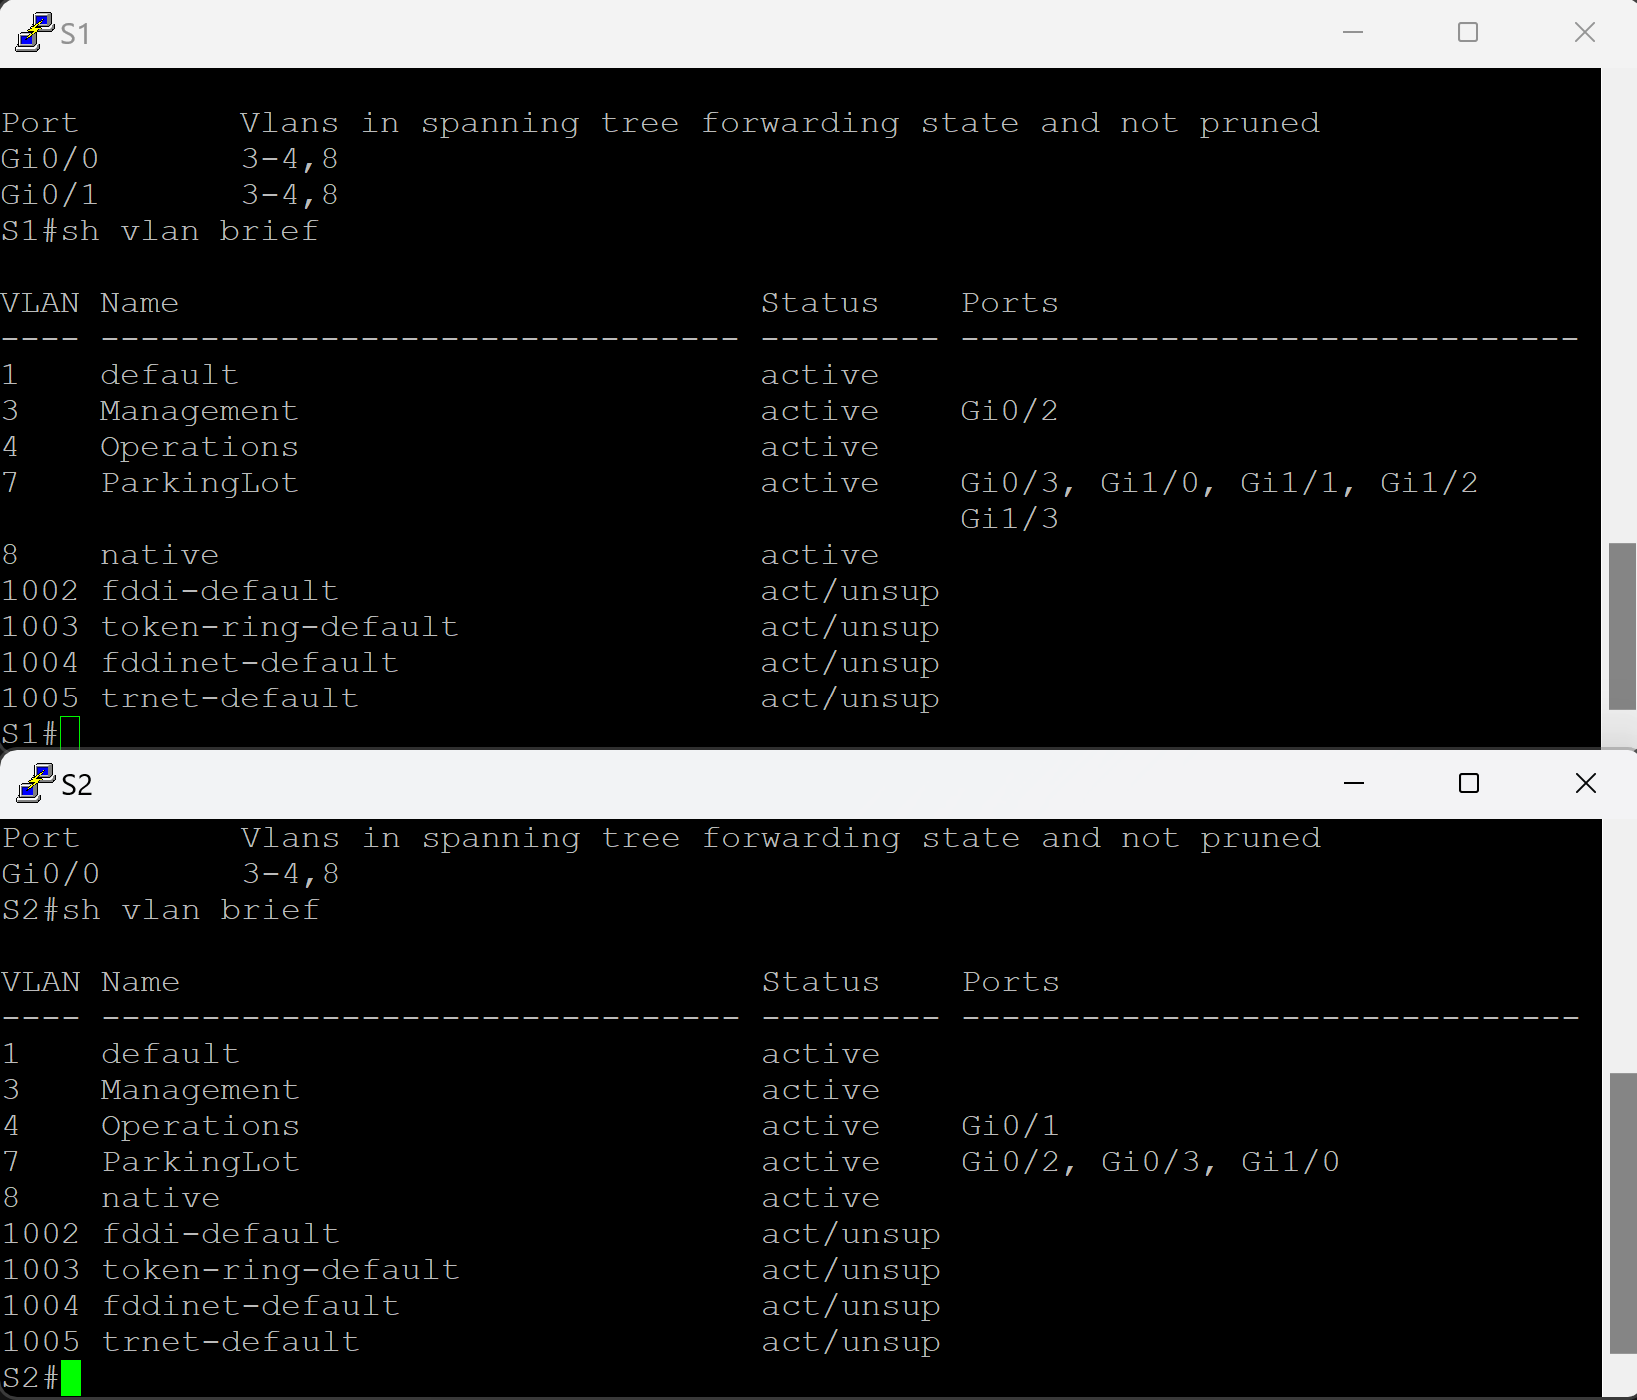 S1
Port        Vlans in spanning tree forwarding state and not pruned
Gi0/0       3-4,8
Gi0/1       3-4,8
S1#sh vlan brief
VLAN Name                             Status    Ports
---- -------------------------------- --------- -------------------------------
1    default                          active
3    Management                       active    Gi0/2
4    Operations                       active
7    ParkingLot                       active    Gi0/3, Gi1/0, Gi1/1, Gi1/2
                                                Gi1/3
8    native                           active
1002 fddi-default                     act/unsup
1003 token-ring-default               act/unsup
1004 fddinet-default                  act/unsup
1005 trnet-default                    act/unsup
S1#
S2
Port        Vlans in spanning tree forwarding state and not pruned
Gi0/0       3-4,8
S2#sh vlan brief
VLAN Name                             Status    Ports
---- -------------------------------- --------- -------------------------------
1    default                          active
3    Management                       active
4    Operations                       active    Gi0/1
7    ParkingLot                       active    Gi0/2, Gi0/3, Gi1/0
8    native                           active
1002 fddi-default                     act/unsup
1003 token-ring-default               act/unsup
1004 fddinet-default                  act/unsup
1005 trnet-default                    act/unsup
S2#